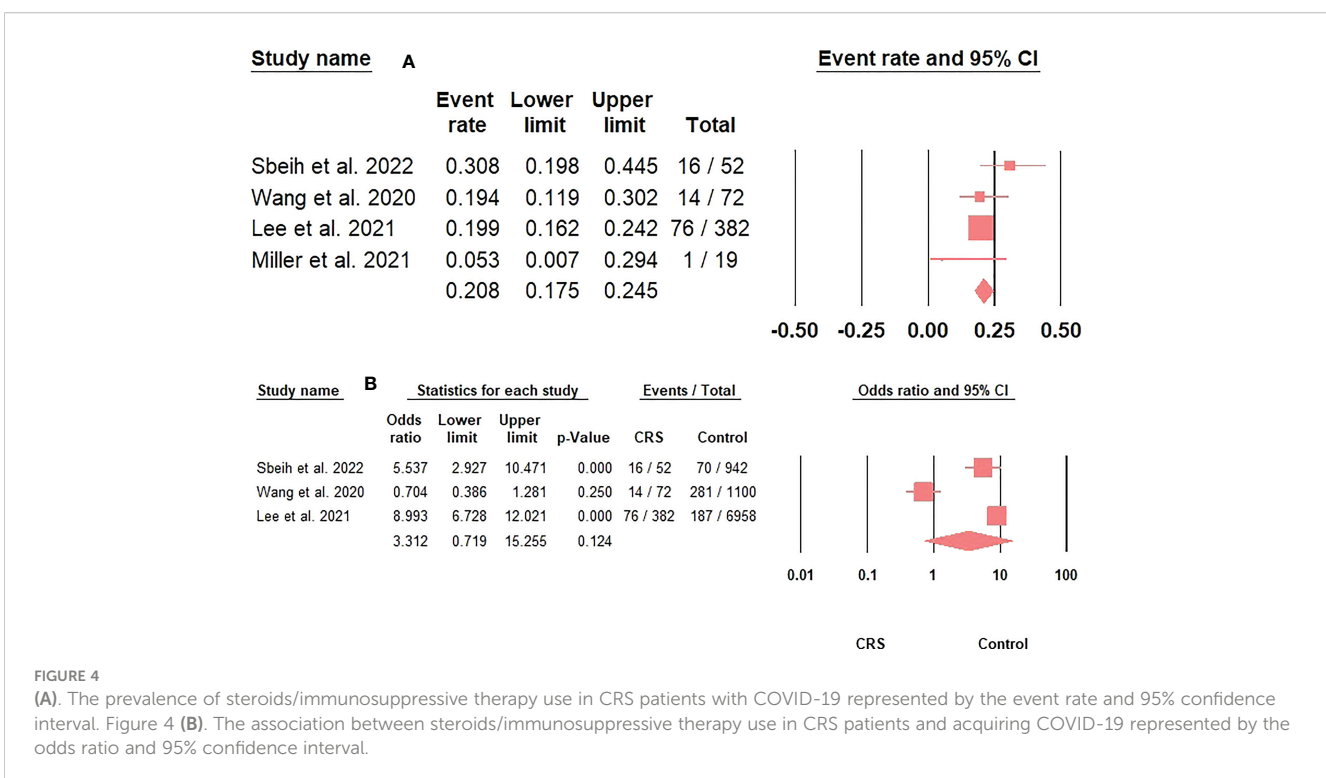 Study name A Event rate and 95% CI
Event Lower Upper
rate limit limit Total
Sbeih et al. 2022 0.308 0.198 0.445 16 / 52
Wang et al. 2020 0.194 0.119 0.302 14 / 72
Lee et al. 2021 0.199 0.162 0.242 76 / 382
Miller et al. 2021 0.053 0.007 0.294 1 / 19
0.208 0.175 0.245
-0.50 -0.25 0.00 0.25 0.50
Study name B Statistics for each study Events / Total Odds ratio and 95% CI
Odds Lower Upper
ratio limit limit p-Value CRS Control
Sbeih et al. 2022 5.537 2.927 10.471 0.000 16 / 52 70 / 942
Wang et al. 2020 0.704 0.386 1.281 0.250 14 / 72 281 / 1100
Lee et al. 2021 8.993 6.728 12.021 0.000 76 / 382 187 / 6958
3.312 0.719 15.255 0.124
0.01 0.1 1 10 100
CRS Control
FIGURE 4
(A). The prevalence of steroids/immunosuppressive therapy use in CRS patients with COVID-19 represented by the event rate and 95% confidence
interval. Figure 4 (B). The association between steroids/immunosuppressive therapy use in CRS patients and acquiring COVID-19 represented by the
odds ratio and 95% confidence interval.